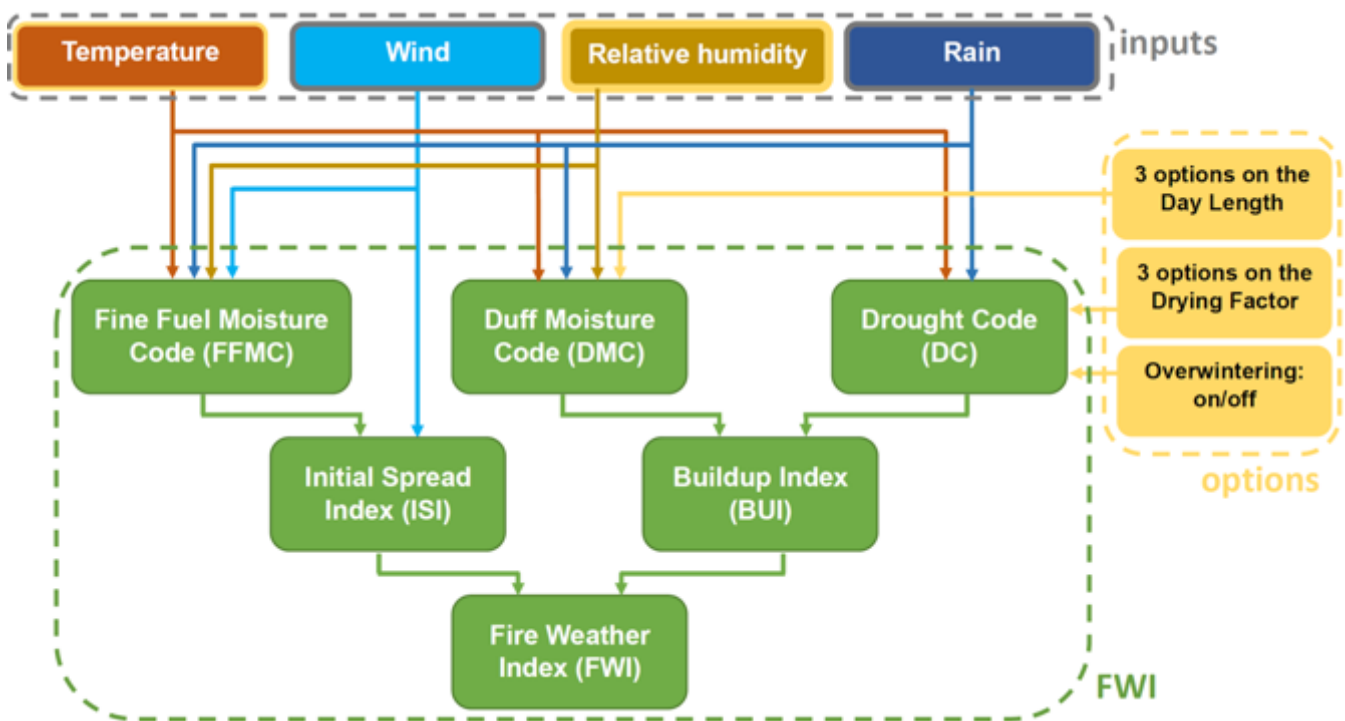 Temperature
Wind
Relative humidity
Rain
inputs
3 options on the
Day Length
3 options on the
Drying Factor
Overwintering:
on/off
options
Fine Fuel Moisture
Code (FFMC)
Duff Moisture
Code (DMC)
Drought Code
(DC)
Initial Spread
Index (ISI)
Buildup Index
(BUI)
Fire Weather
Index (FWI)
FWI